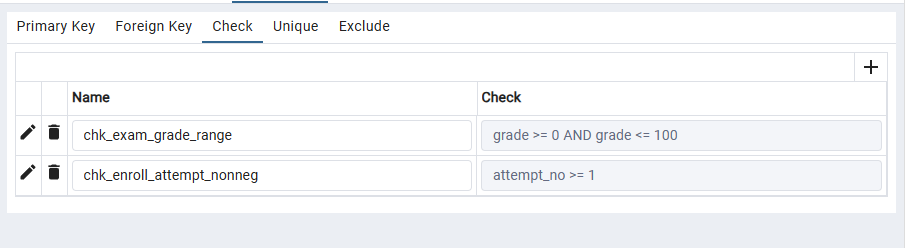 Primary Key Foreign Key Check Unique Exclude
Name Check
chk_exam_grade_range grade >= 0 AND grade <= 100
chk_enroll_attempt_nonneg attempt_no >= 1